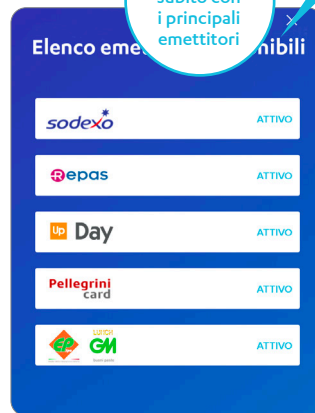 subito con
i principali
emettitori
Elenco eme nibili
sodexo ATTIVO
Repas ATTIVO
Up Day ATTIVO
Pellegrini
card ATTIVO
EP LUNCH
GM ATTIVO